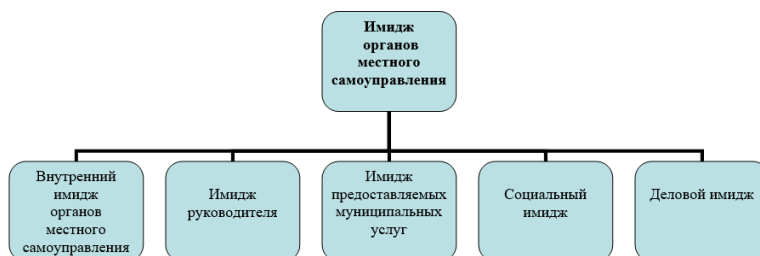 Имидж
органов
местного
самоуправления
Внутренний
имидж
органов
местного
самоуправления
Имидж
руководителя
Имидж
предоставляемых
муниципальных
услуг
Социальный
имидж
Деловой имидж